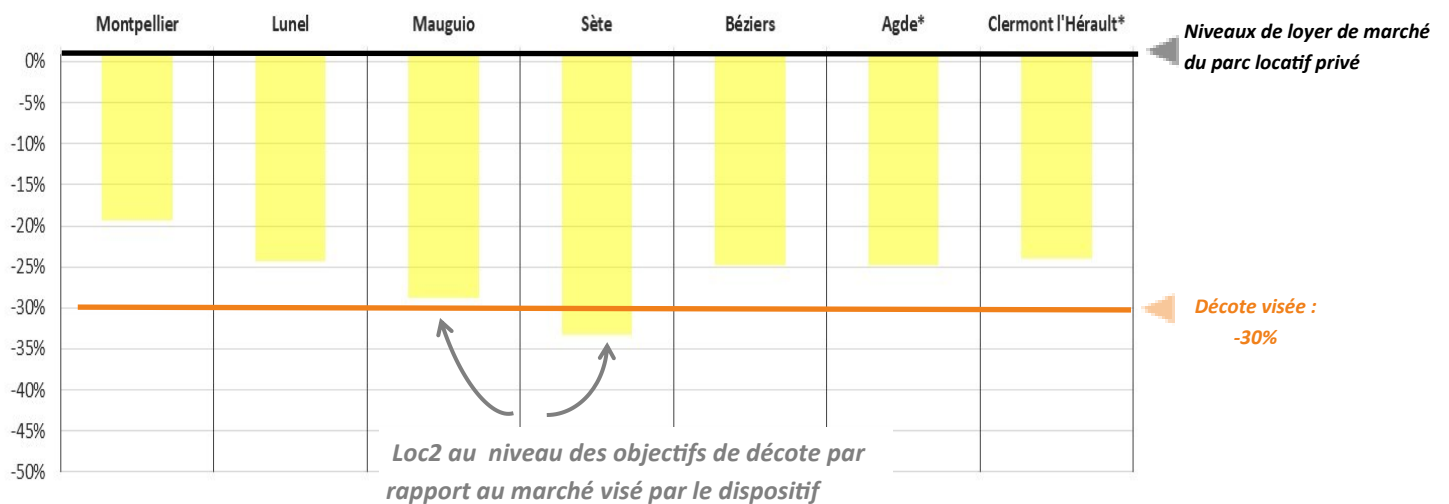 Montpellier Lunel Mauguio Sète Béziers Agde* Clermont l'Hérault*
Niveaux de loyer de marché
du parc locatif privé
0%
-5%
-10%
-15%
-20%
-25%
-30%
-35%
-40%
-45%
-50%
Décote visée :
-30%
Loc2 au niveau des objectifs de décote par
rapport au marché visé par le dispositif